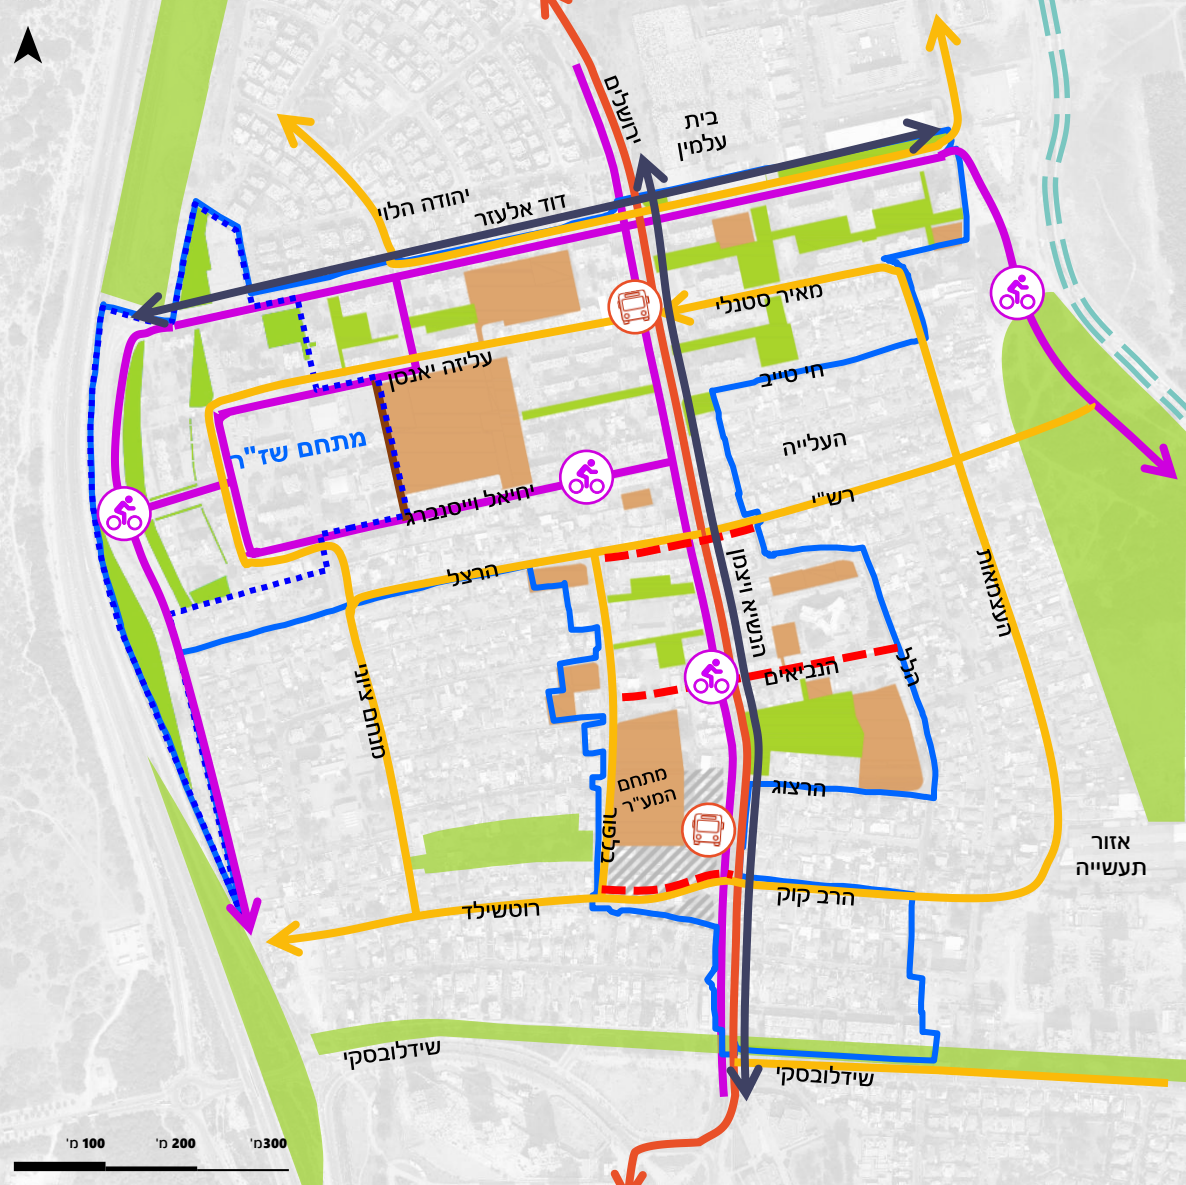 ירושלים
בית
עלמין
יהודה הלוי
דוד אלעזר
מאיר סטנלי
עליזה יאנסן
חי טייב
מתחם שז"ר
העלייה
רש"י
יחיאל וייסנברג
הרצל
הנשיא ויצמן
העצמאות
הנביאים
הלל
מנחם ציוני
מתחם
המע"ר
הרצוג
בלפור
אזור
תעשייה
הרב קוק
רוטשילד
שידלובסקי
שידלובסקי
100 מ'
200 מ'
300מ'